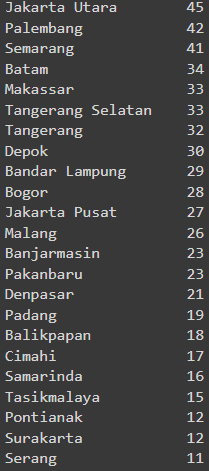 Jakarta Utara 45
Palembang 42
Semarang 41
Batam 34
Makassar 33
Tangerang Selatan 33
Tangerang 32
Depok 30
Bandar Lampung 29
Bogor 28
Jakarta Pusat 27
Malang 26
Banjarmasin 23
Pakanbaru 23
Denpasar 21
Padang 19
Balikpapan 18
Cimahi 17
Samarinda 16
Tasikmalaya 15
Pontianak 12
Surakarta 12
Serang 11